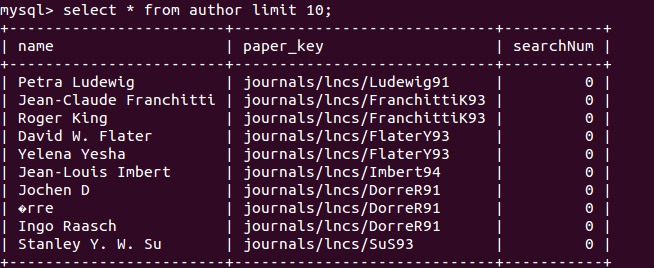 mysql> select * from author limit 10;
+------------------------+----------------------------+-----------+
| name | paper_key | searchNum |
+------------------------+----------------------------+-----------+
| Petra Ludewig | journals/lncs/Ludewig91 | 0 |
| Jean-Claude Franchitti | journals/lncs/FranchittiK93 | 0 |
| Roger King | journals/lncs/FranchittiK93 | 0 |
| David W. Flater | journals/lncs/FlaterY93 | 0 |
| Yelena Yesha | journals/lncs/FlaterY93 | 0 |
| Jean-Louis Imbert | journals/lncs/Imbert94 | 0 |
| Jochen D | journals/lncs/DorreR91 | 0 |
| �rre | journals/lncs/DorreR91 | 0 |
| Ingo Raasch | journals/lncs/DorreR91 | 0 |
| Stanley Y. W. Su | journals/lncs/SuS93 | 0 |
+------------------------+----------------------------+-----------+